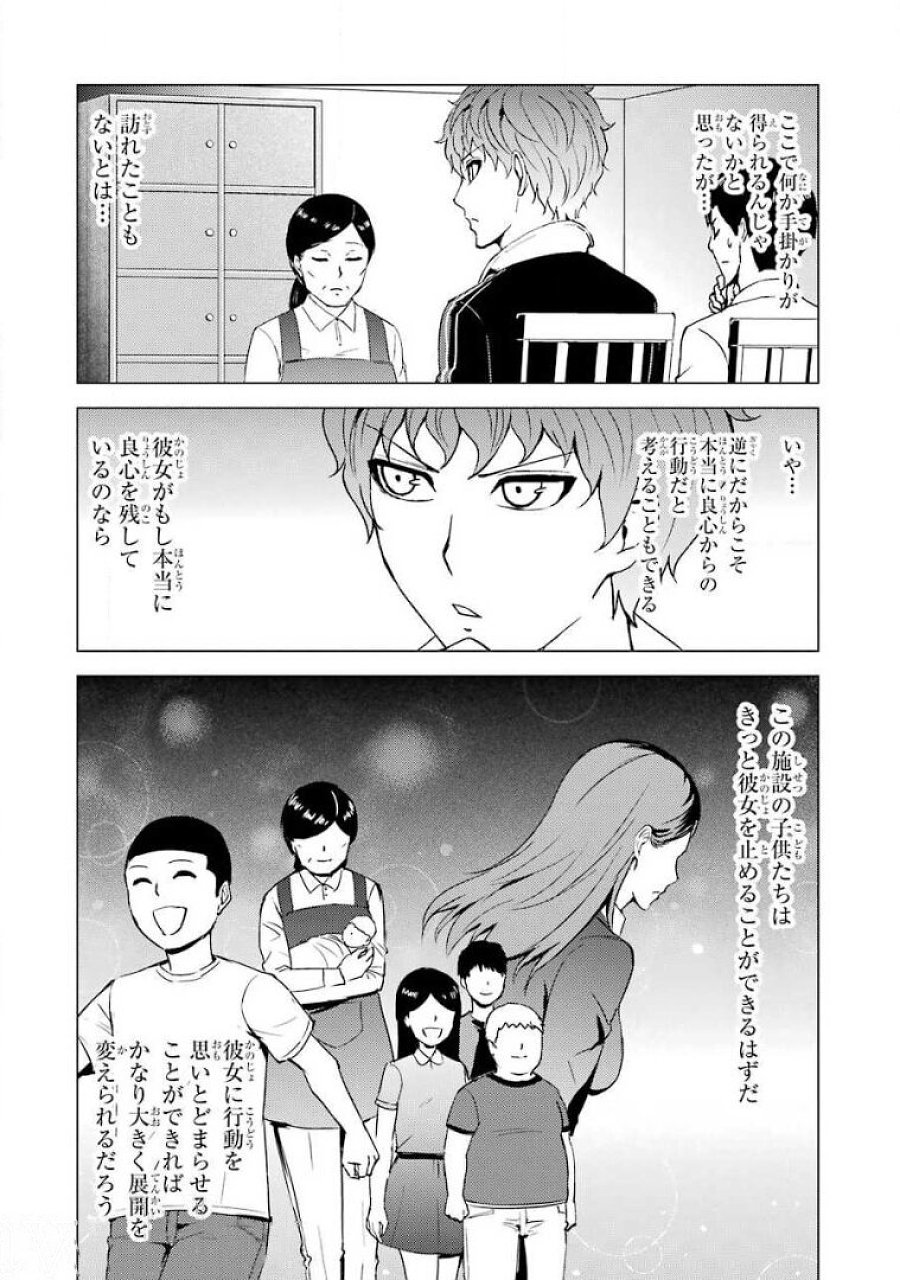 ここで何か手掛かりが
得られるんじゃ
ないかと
思ったが…
訪れたことも
ないとは…
いや…
逆にだからこそ
本当に良心からの
行動だと
考えることもできる
彼女がもし本当に
良心を残して
いるのなら
この施設の子供たちは
きっと彼女を止めることができるはずだ
彼女に行動を
思いとどまらせる
ことができれば
かなり大きく展開を
変えられるだろう